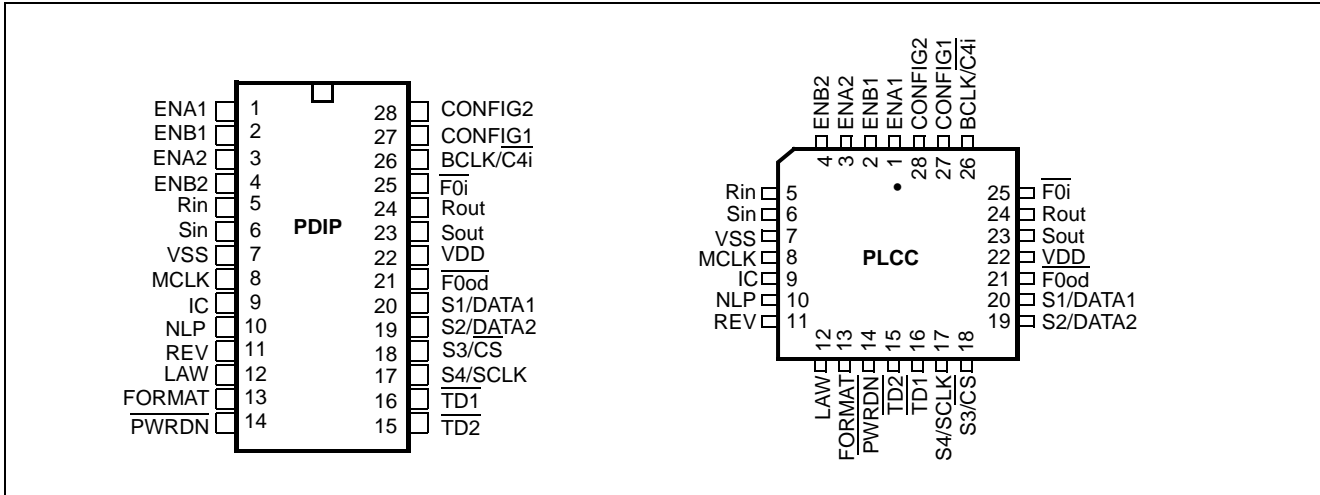 ENA1 1 28 CONFIG2
ENB1 2 27 CONFIG1
ENA2 3 26 BCLK/C4i
ENB2 4 25 F0i
Rin 5 24 Rout
Sin 6 PDIP 23 Sout
VSS 7 22 VDD
MCLK 8 21 F0od
IC 9 20 S1/DATA1
NLP 10 19 S2/DATA2
REV 11 18 S3/CS
LAW 12 17 S4/SCLK
FORMAT 13 16 TD1
PWRDN 14 15 TD2
ENB2 ENA2 ENB1 ENA1 CONFIG2 CONFIG1 BCLK/C4i
4 3 2 1 28 27 26
Rin 5 25 F0i
Sin 6 24 Rout
VSS 7 23 Sout
MCLK 8 PLCC 22 VDD
IC 9 21 F0od
NLP 10 20 S1/DATA1
REV 11 19 S2/DATA2
12 13 14 15 16 17 18
LAW FORMAT PWRDN TD2 TD1 S4/SCLK S3/CS